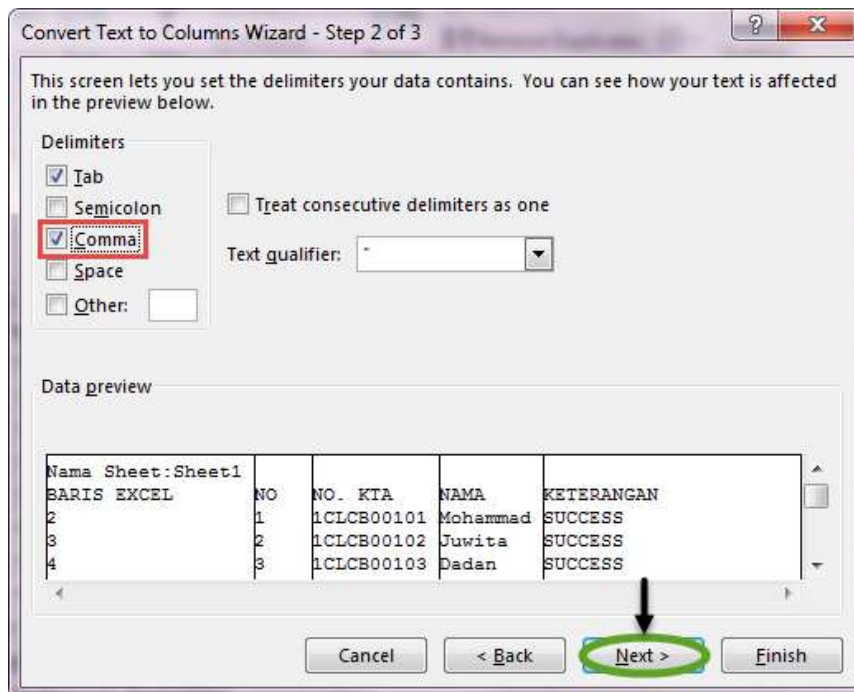 Convert Text to Columns Wizard - Step 2 of 3
?
This screen lets you set the delimiters your data contains. You can see how your text is affected
in the preview below.
Delimiters
Tab
Semicolon
Comma
Space
Other:
Treat consecutive delimiters as one
Text qualifier: "
Data preview
Nama Sheet:Sheet1
BARIS EXCEL NO NO. KTA NAMA KETERANGAN
2 1 1CLCB00101 Mohammad SUCCESS
3 2 1CLCB00102 Juwita SUCCESS
4 3 1CLCB00103 Dadan SUCCESS
Cancel < Back Next > Finish